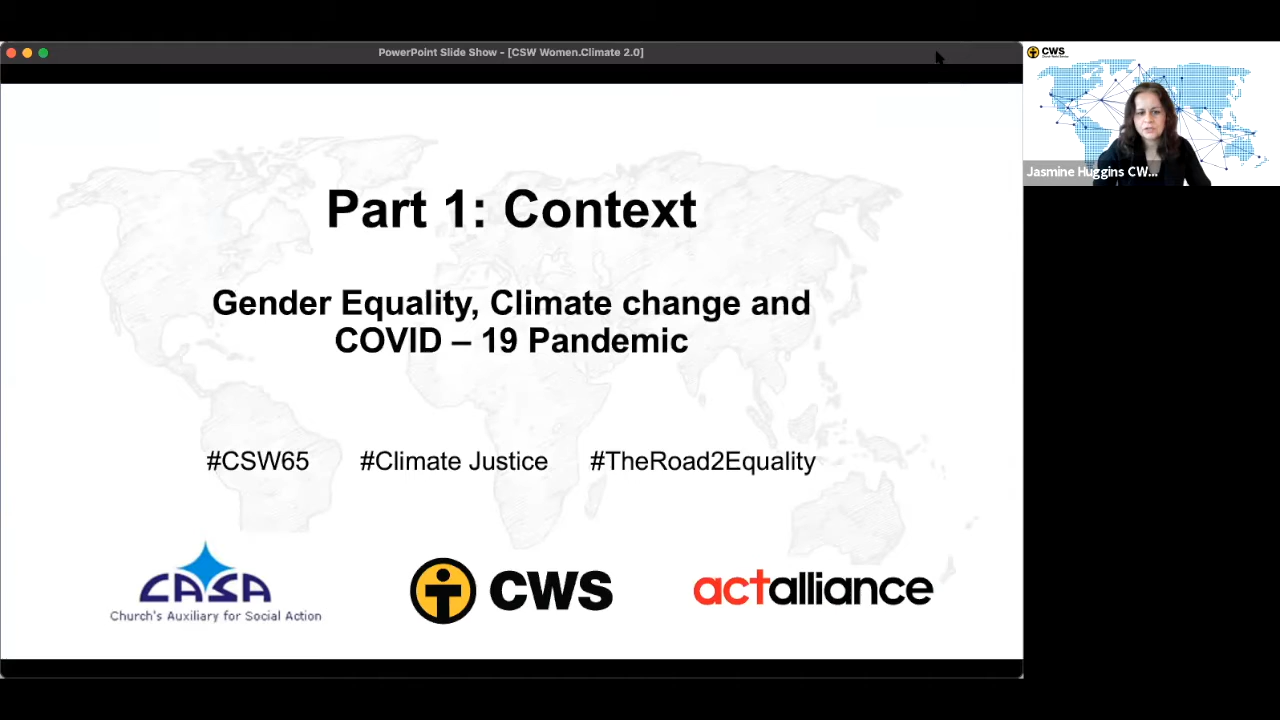 PowerPoint Slide Show - [CSW Women.Climate 2.0]
CWS
Jasmine Huggins CW...
Part 1: Context
Gender Equality, Climate change and
COVID – 19 Pandemic
#CSW65 #Climate Justice #TheRoad2Equality
CASA
Church's Auxiliary for Social Action
CWS
actalliance